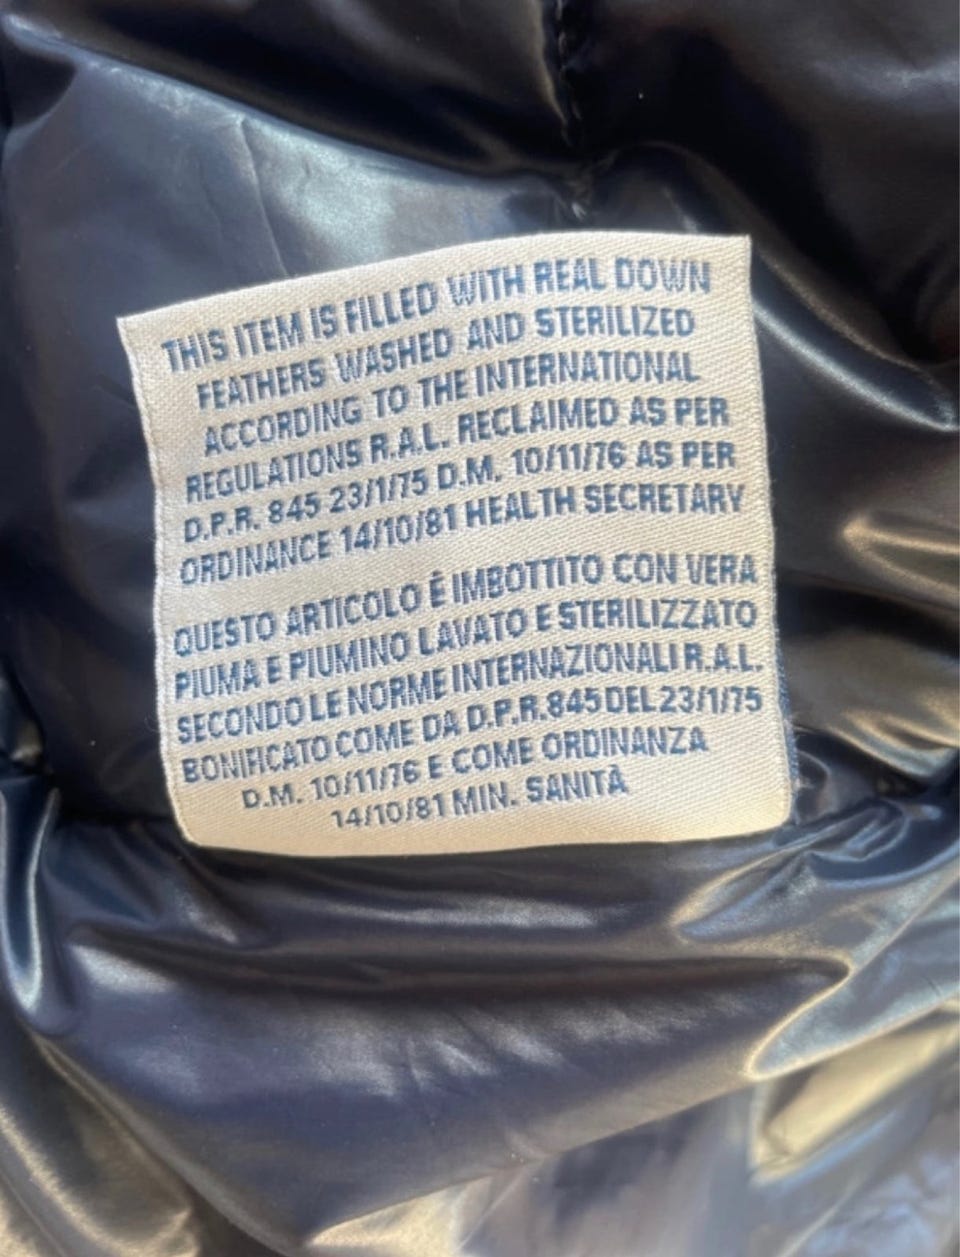 THIS ITEM IS FILLED WITH REAL DOWN
FEATHERS WASHED AND STERILIZED
ACCORDING TO THE INTERNATIONAL
REGULATIONS R.A.L. RECLAIMED AS PER
D.P.R. 845 23/1/75 D.M. 10/11/76 AS PER
ORDINANCE 14/10/81 HEALTH SECRETARY
QUESTO ARTICOLO È IMBOTTITO CON VERA
PIUMA E PIUMINO LAVATO E STERILIZZATO
SECONDO LE NORME INTERNAZIONALI R.A.L.
BONIFICATO COME DA D.P.R. 845 DEL 23/1/75
D.M. 10/11/76 E COME ORDINANZA
14/10/81 MIN. SANITÀ